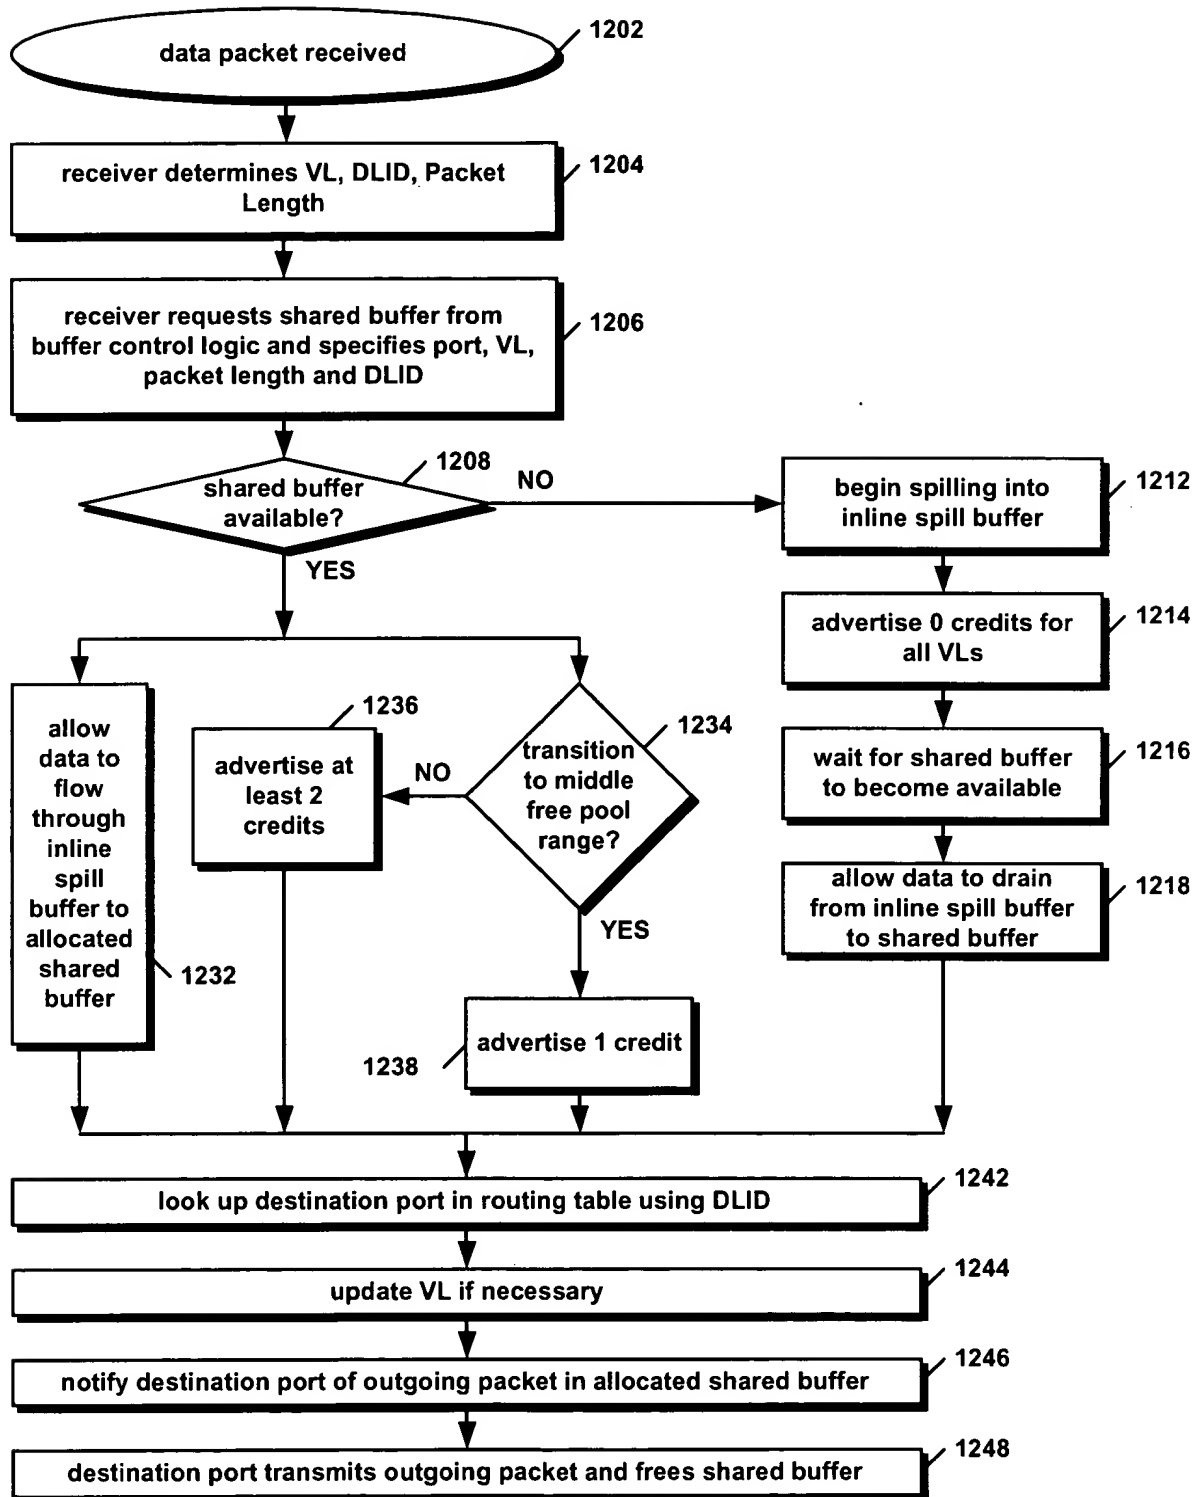 data packet received
1202
receiver determines VL, DLID, Packet
Length
1204
receiver requests shared buffer from
buffer control logic and specifies port, VL,
packet length and DLID
1206
shared buffer
available?
1208
NO
YES
begin spilling into
inline spill buffer
1212
advertise 0 credits for
all VLs
1214
wait for shared buffer
to become available
1216
allow data to drain
from inline spill buffer
to shared buffer
1218
allow
data to
flow
through
inline
spill
buffer to
allocated
shared
buffer
1232
1236
advertise at
least 2
credits
NO
transition
to middle
free pool
range?
1234
YES
advertise 1 credit
1238
look up destination port in routing table using DLID
1242
update VL if necessary
1244
notify destination port of outgoing packet in allocated shared buffer
1246
destination port transmits outgoing packet and frees shared buffer
1248